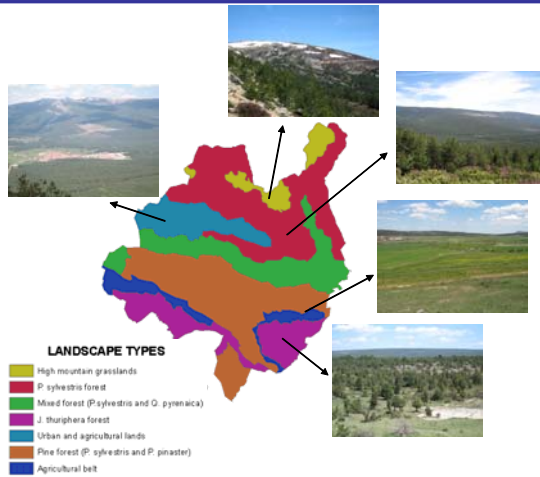 LANDSCAPE TYPES
High mountain grasslands
P. sylvestris forest
Mixed forest (P.sylvestris and Q. pyrenaica)
J. thuriphera forest
Urban and agricultural lands
Pine forest (P. sylvestris and P. pinaster)
Agricultural belt